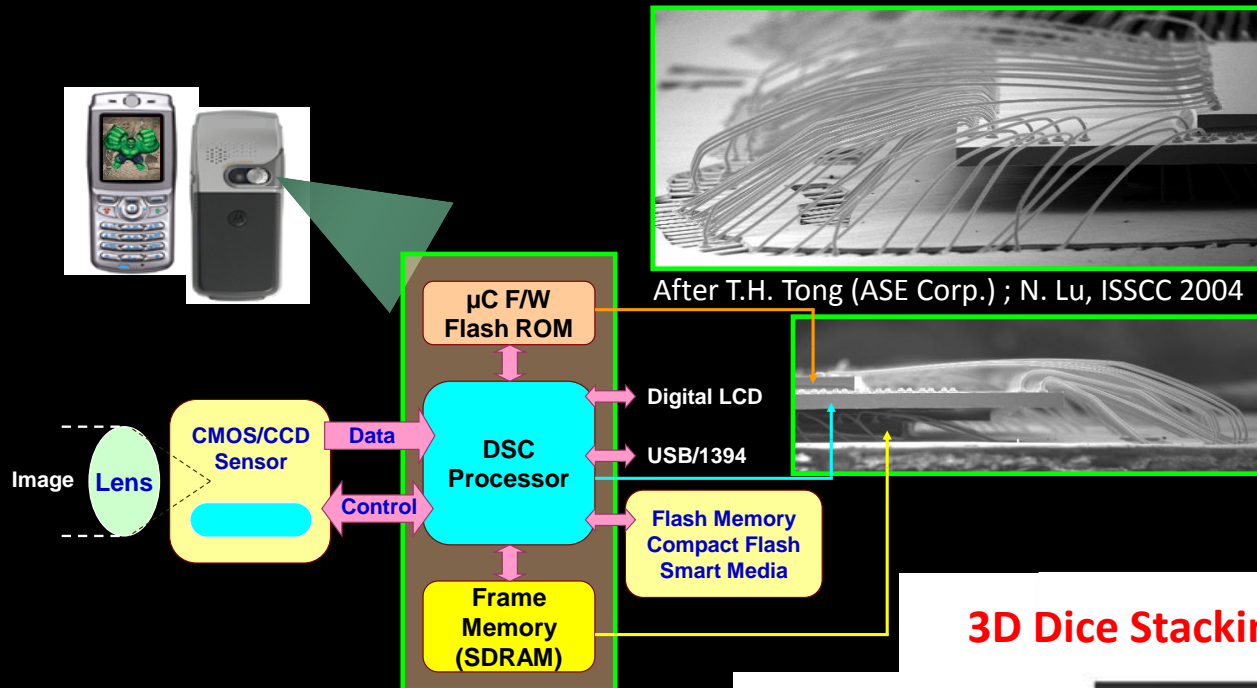 After T.H. Tong (ASE Corp.) ; N. Lu, ISSCC 2004
µC F/W
Flash ROM
Digital LCD
CMOS/CCD
Sensor
Data
DSC
Processor
USB/1394
Image
Lens
Control
Flash Memory
Compact Flash
Smart Media
Frame
Memory
(SDRAM)
3D Dice